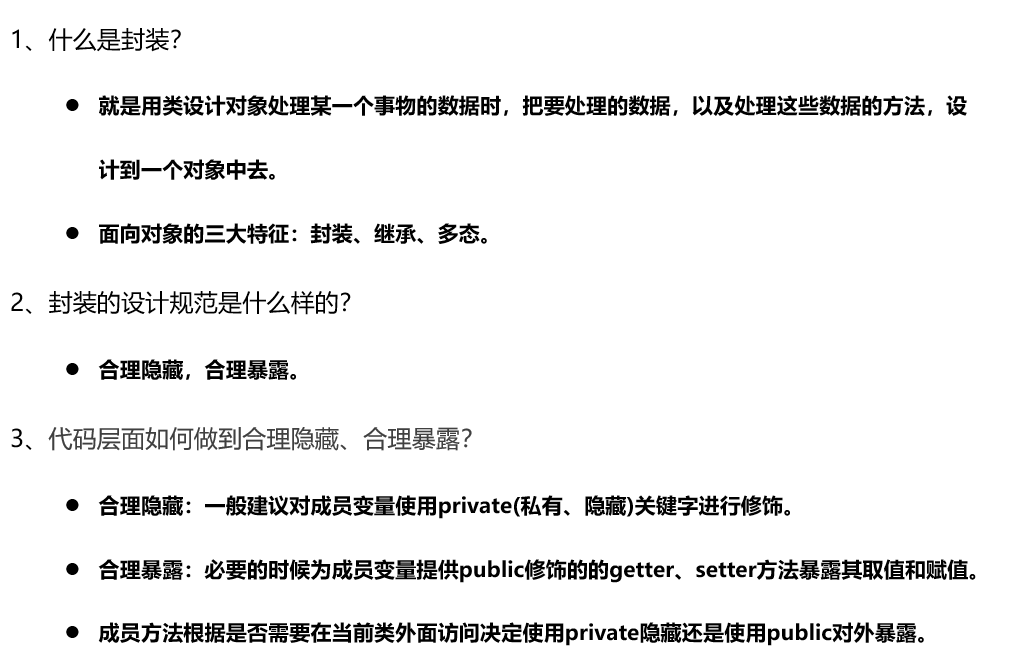 1、什么是封装？
● 就是用类设计对象处理某一个事物的数据时，把要处理的数据，以及处理这些数据的方法，设
计到一个对象中去。
● 面向对象的三大特征：封装、继承、多态。
2、封装的设计规范是什么样的？
● 合理隐藏，合理暴露。
3、代码层面如何做到合理隐藏、合理暴露？
● 合理隐藏：一般建议对成员变量使用private(私有、隐藏)关键字进行修饰。
● 合理暴露：必要的时候为成员变量提供public修饰的的getter、setter方法暴露其取值和赋值。
● 成员方法根据是否需要在当前类外面访问决定使用private隐藏还是使用public对外暴露。